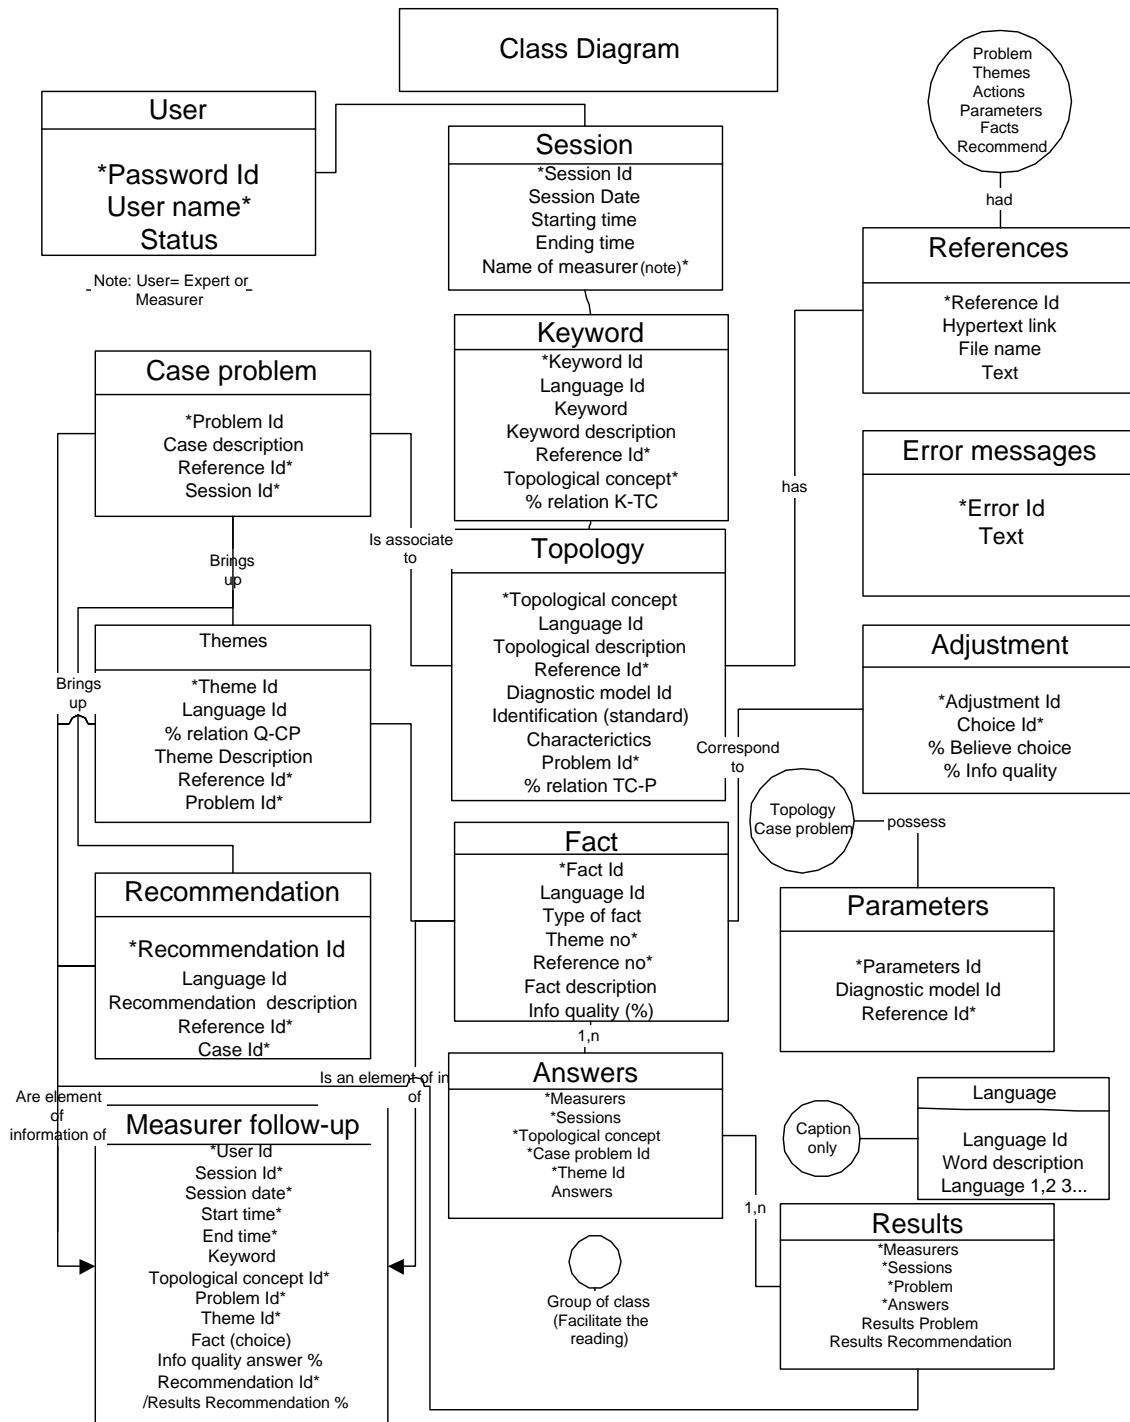 Class Diagram
Problem
Themes
Actions
Parameters
Facts
Recommend
had
User
*Password Id
User name*
Status
Note: User= Expert or
Measurer
Session
*Session Id
Session Date
Starting time
Ending time
Name of measurer (note)*
References
*Reference Id
Hypertext link
File name
Text
Keyword
*Keyword Id
Language Id
Keyword
Keyword description
Reference Id*
Topological concept*
% relation K-TC
Case problem
*Problem Id
Case description
Reference Id*
Session Id*
Error messages
*Error Id
Text
has
Is associate
to
Brings
up
Topology
*Topological concept
Language Id
Topological description
Reference Id*
Diagnostic model Id
Identification (standard)
Characterictics
Problem Id*
% relation TC-P
Themes
*Theme Id
Language Id
% relation Q-CP
Theme Description
Reference Id*
Problem Id*
Brings
up
Adjustment
*Adjustment Id
Choice Id*
% Believe choice
% Info quality
Correspond
to
Topology
Case problem
possess
Fact
*Fact Id
Language Id
Type of fact
Theme no*
Reference no*
Fact description
Info quality (%)
1,n
Recommendation
*Recommendation Id
Language Id
Recommendation description
Reference Id*
Case Id*
Parameters
*Parameters Id
Diagnostic model Id
Reference Id*
Is an element of in
of
Are element
of
information of
Answers
*Measurers
*Sessions
*Topological concept
*Case problem Id
*Theme Id
Answers
1,n
Caption
only
Language
Language Id
Word description
Language 1,2 3...
Measurer follow-up
*User Id
Session Id*
Session date*
Start time*
End time*
Keyword
Topological concept Id*
Problem Id*
Theme Id*
Fact (choice)
Info quality answer %
Recommendation Id*
/Results Recommendation %
Group of class
(Facilitate the
reading)
Results
*Measurers
*Sessions
*Problem
*Answers
Results Problem
Results Recommendation